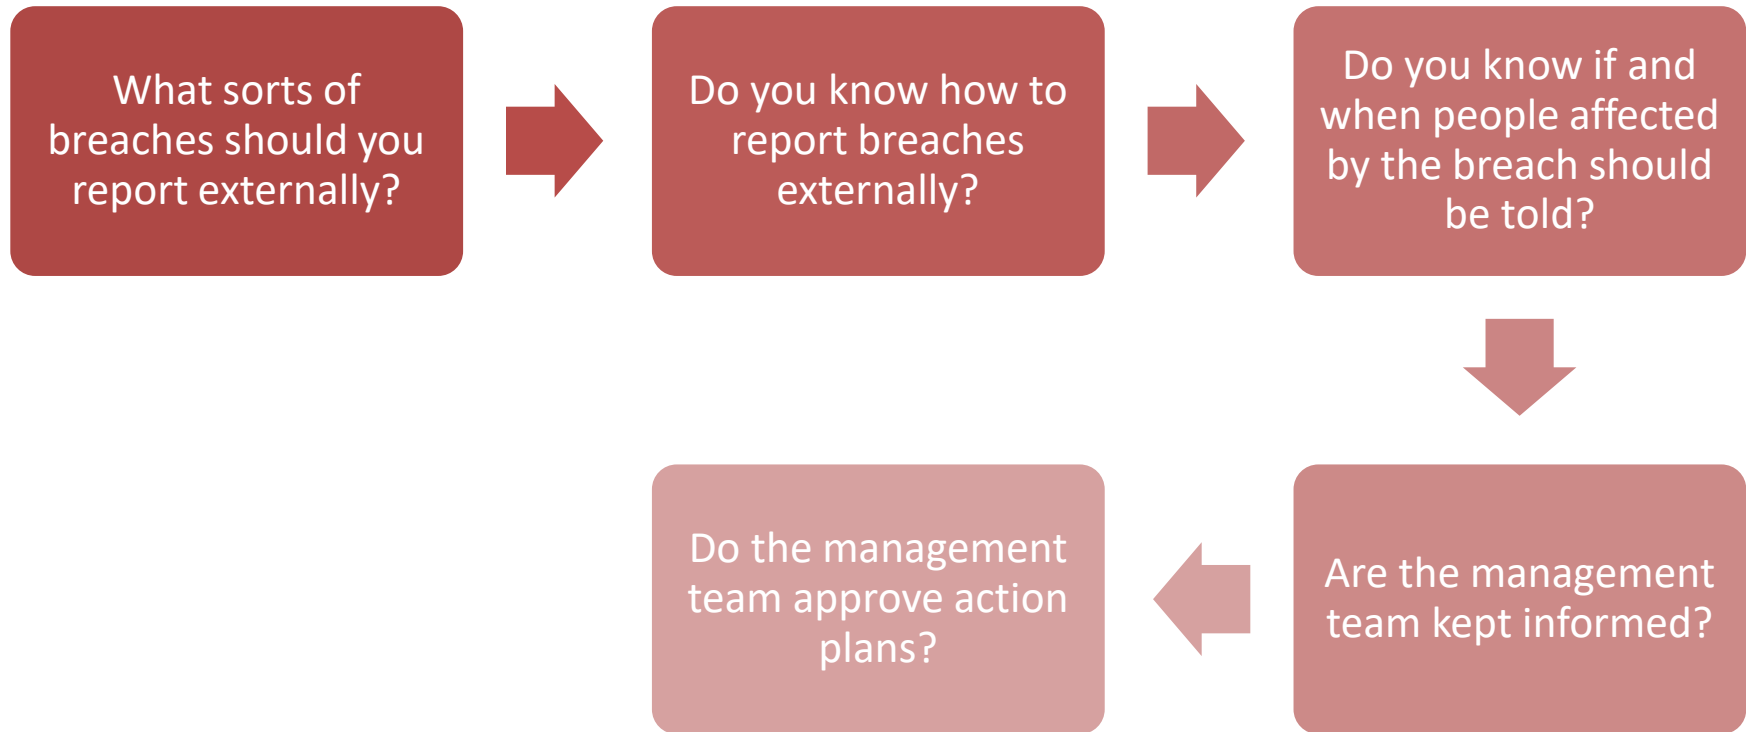 What sorts of
breaches should you
report externally?
Do you know how to
report breaches
externally?
Do you know if and
when people affected
by the breach should
be told?
Are the management
team kept informed?
Do the management
team approve action
plans?